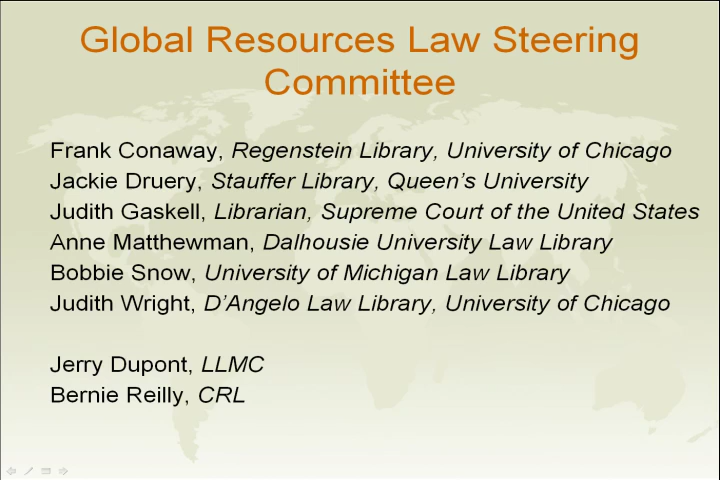 Global Resources Law Steering
Committee
Frank Conaway, Regenstein Library, University of Chicago
Jackie Druery, Stauffer Library, Queen's University
Judith Gaskell, Librarian, Supreme Court of the United States
Anne Matthewman, Dalhousie University Law Library
Bobbie Snow, University of Michigan Law Library
Judith Wright, D'Angelo Law Library, University of Chicago
Jerry Dupont, LLMC
Bernie Reilly, CRL